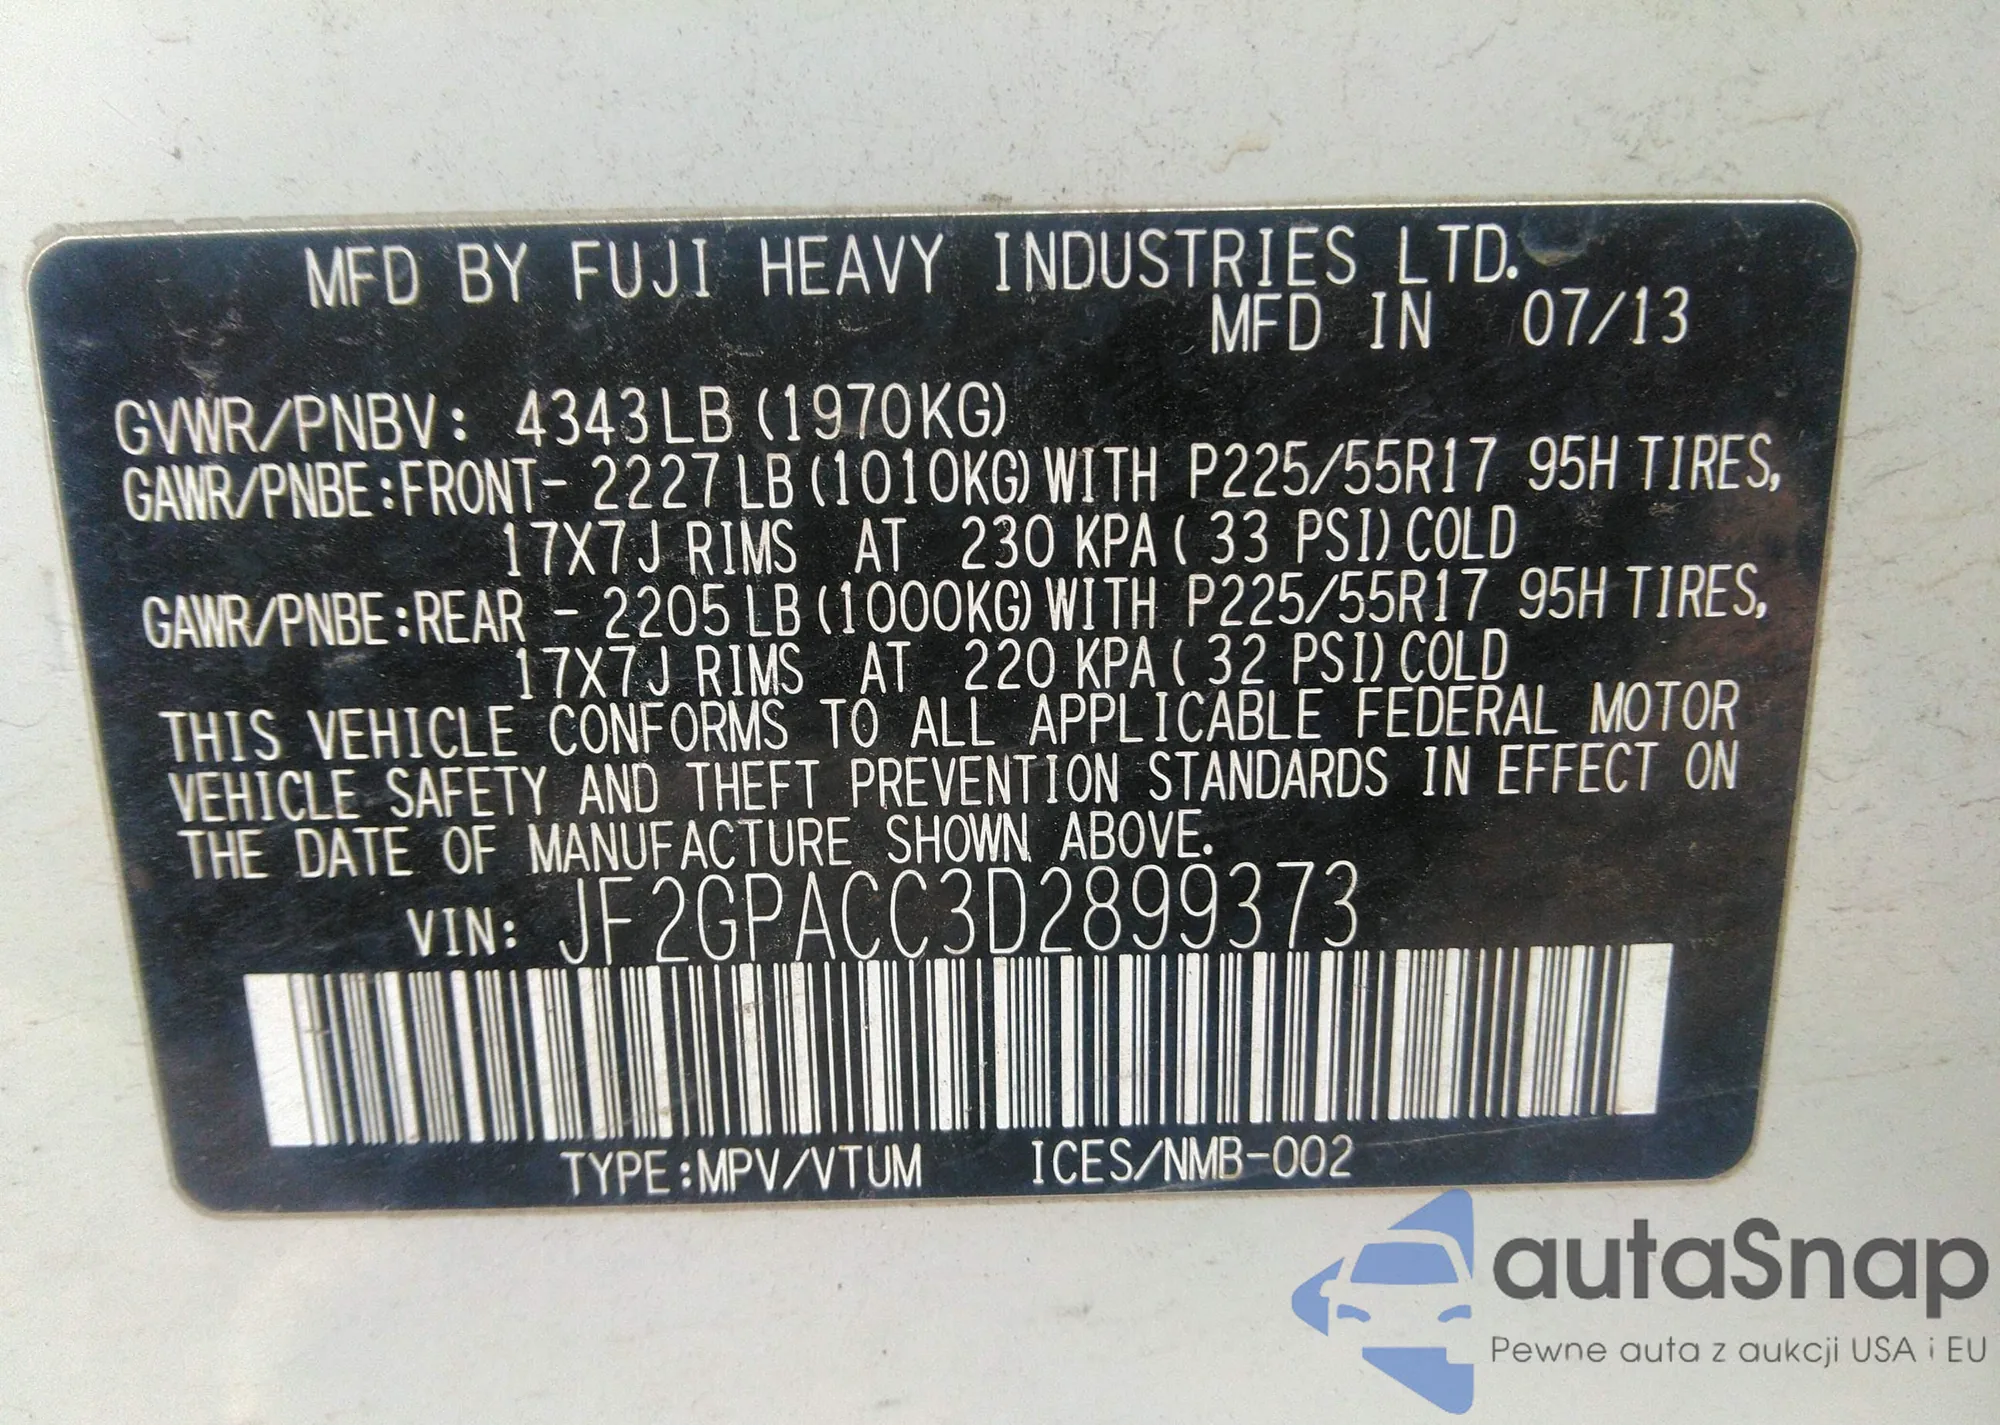 MFD BY FUJI HEAVY INDUSTRIES LTD.
MFD IN 07/13
GVWR/PNBV: 4343LB (1970KG)
GAWR/PNBE:FRONT- 2227LB (1010KG) WITH P225/55R17 95H TIRES,
17X7J RIMS AT 230 KPA ( 33 PSI) COLD
GAWR/PNBE:REAR - 2205LB (1000KG) WITH P225/55R17 95H TIRES,
17X7J RIMS AT 220 KPA ( 32 PSI) COLD
THIS VEHICLE CONFORMS TO ALL APPLICABLE FEDERAL MOTOR
VEHICLE SAFETY AND THEFT PREVENTION STANDARDS IN EFFECT ON
THE DATE OF MANUFACTURE SHOWN ABOVE.
VIN: JF2GPACC3D2899373
TYPE:MPV/VTUM ICES/NMB-002
autaSnap
Pewne auta z aukcji USA i EU